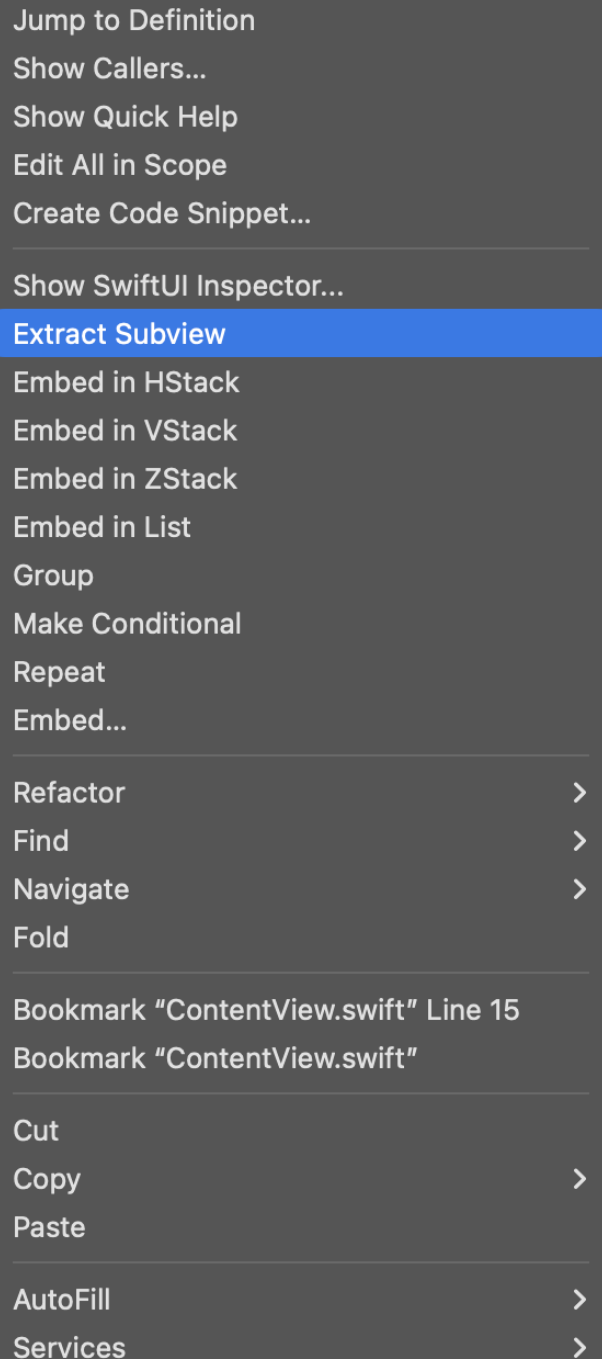 Jump to Definition
Show Callers...
Show Quick Help
Edit All in Scope
Create Code Snippet...
Show SwiftUI Inspector...
Extract Subview
Embed in HStack
Embed in VStack
Embed in ZStack
Embed in List
Group
Make Conditional
Repeat
Embed...
Refactor
Find
Navigate
Fold
Bookmark “ContentView.swift” Line 15
Bookmark “ContentView.swift”
Cut
Copy
Paste
AutoFill
Services